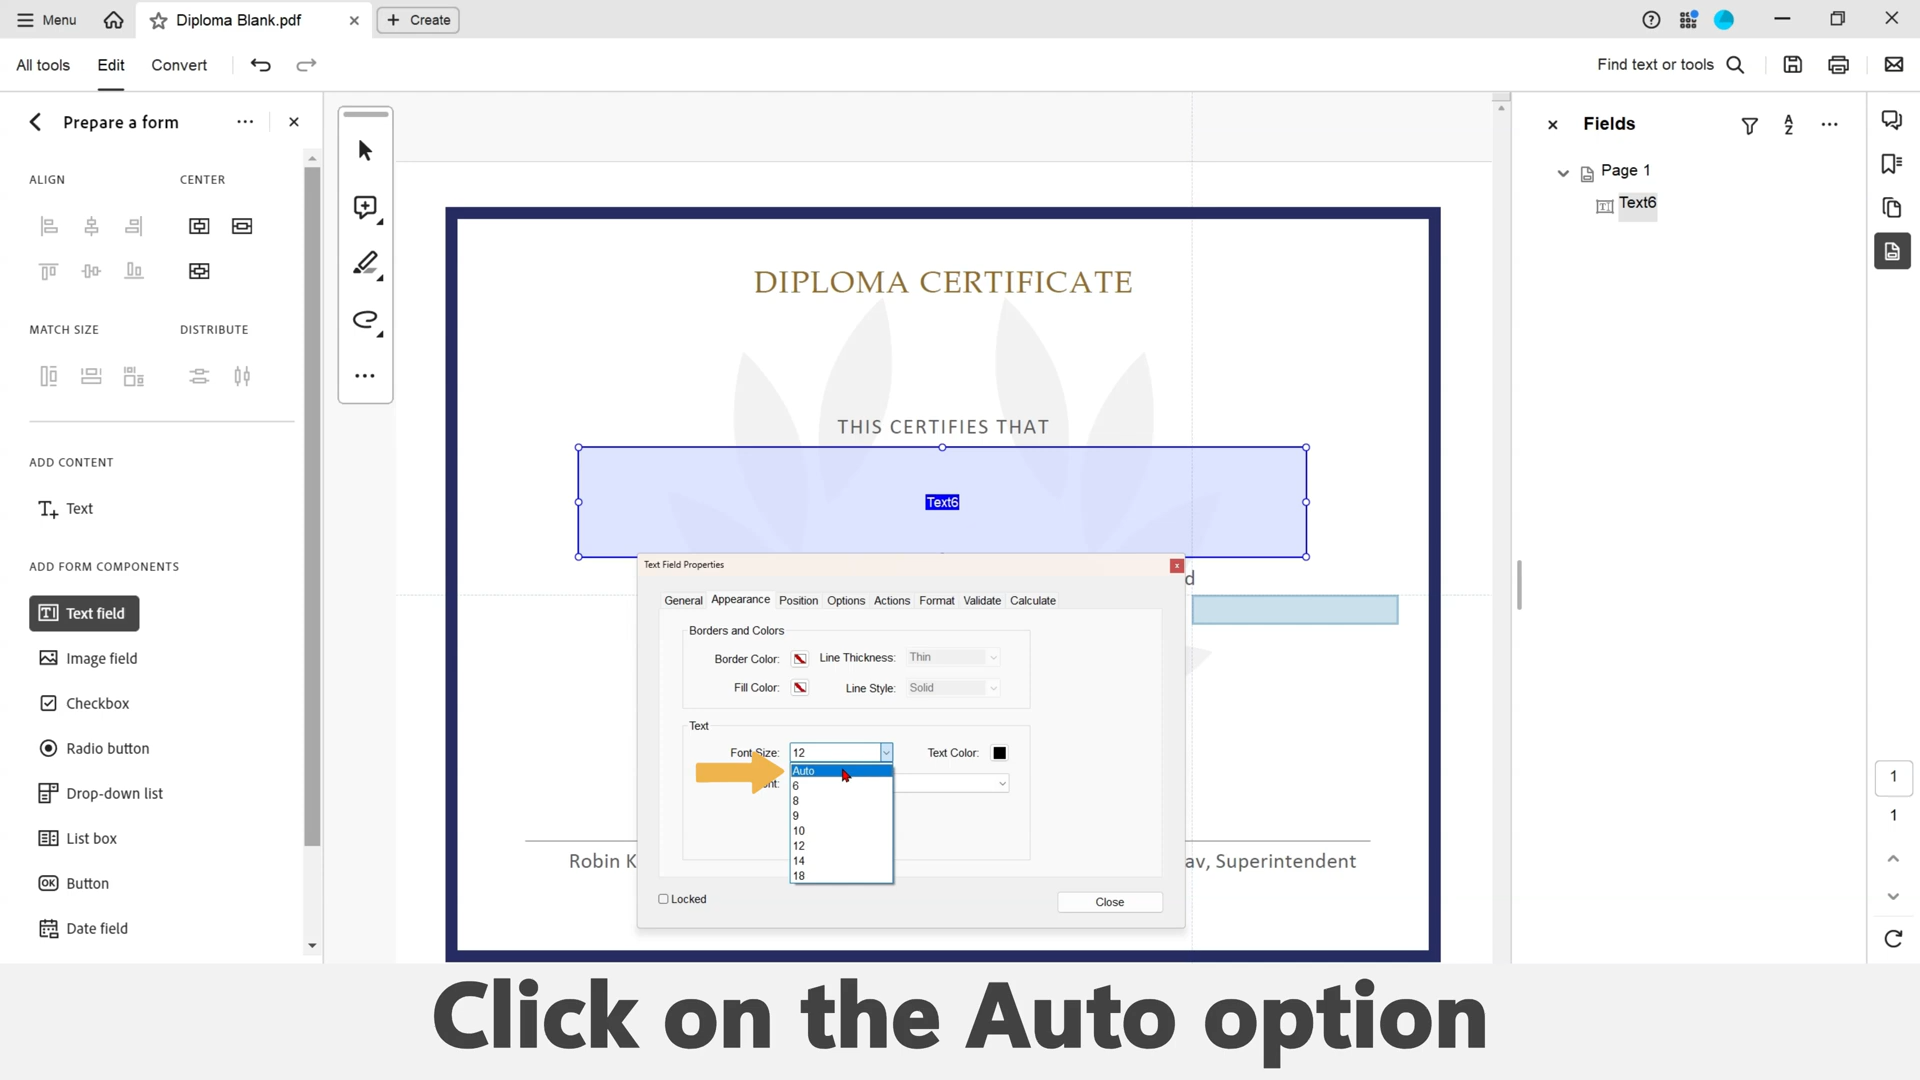 Menu
Diploma Blank.pdf
Create
All tools
Edit
Convert
Find text or tools
Prepare a form
ALIGN
CENTER
MATCH SIZE
DISTRIBUTE
ADD CONTENT
Text
ADD FORM COMPONENTS
Text field
Image field
Checkbox
Radio button
Drop-down list
List box
Button
Date field
DIPLOMA CERTIFICATE
THIS CERTIFIES THAT
Text6
d
Robin K
av, Superintendent
Text Field Properties
General Appearance Position Options Actions Format Validate Calculate
Borders and Colors
Border Color:
Line Thickness: Thin
Fill Color:
Line Style: Solid
Text
Font Size: 12
Text Color:
Auto
6
8
9
10
12
14
18
Locked
Close
Fields
Page 1
Text6
1
1
Click on the Auto option